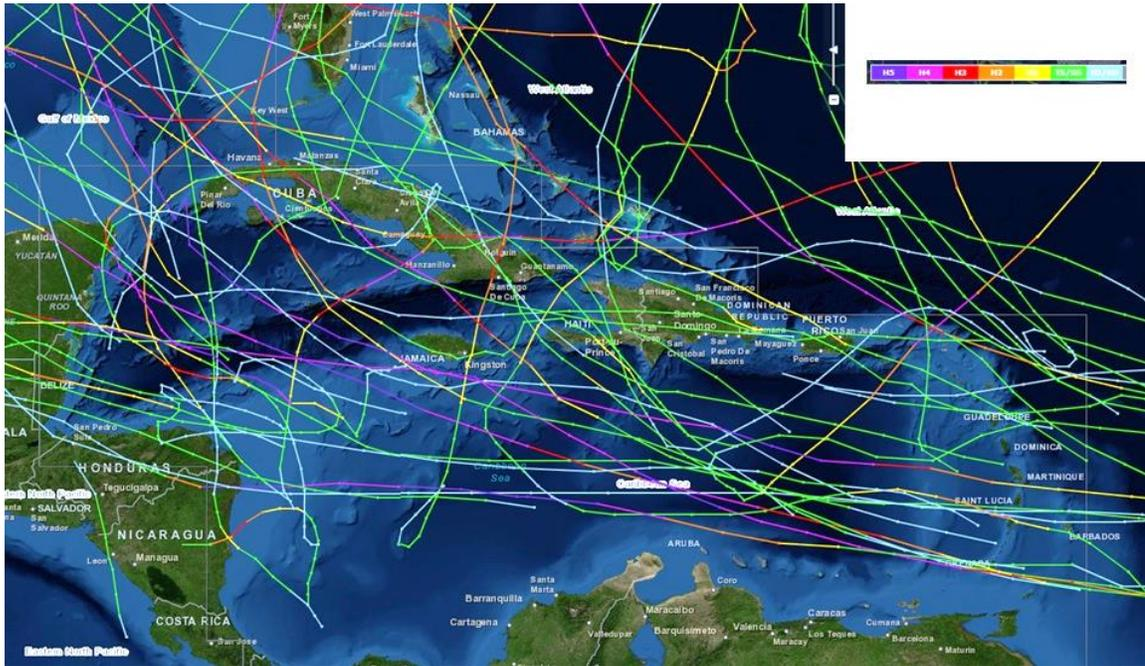 Fort
Myers
West Palm Beach
Fort Lauderdale
Miami
H5 H4 H3 H2
Key West
Nassau
West Atlantic
Gulf of Mexico
BAHAMAS
Havana
Matanzas
Santa
Clara
Pinar
Del Rio
CUBA
Cienfuegos
Avila
West Atlantic
Merida
YUCATÁN
Camaguey
Holguin
Manzanillo
Guantanamo
Santiago
De Cuba
QUINTANA
ROO
Santiago
San Francisco
De Macoris
DOMINICAN
REPUBLIC
PUERTO
RICO
San Juan
HAITI
Port-au-
Prince
San
Juan
Santo
Domingo
San
Cristobal
San
Pedro De
Macoris
Mayaguez
Ponce
JAMAICA
Kingston
BELIZE
GUADELOUPE
San Pedro
Sula
DOMINICA
HONDURAS
Tegucigalpa
Caribbean
Sea
Caribbean Sea
MARTINIQUE
SAINT LUCIA
SALVADOR
San
Salvador
NICARAGUA
Leon
Managua
BARBADOS
ARUBA
GRENADA
Santa
Marta
Coro
Barranquilla
Maracaibo
Cartagena
Valledupar
Barquisimeto
Valencia
Maracay
Caracas
Los Teques
Cumana
Barcelona
Maturin
COSTA RICA
San Jose
Eastern North Pacific